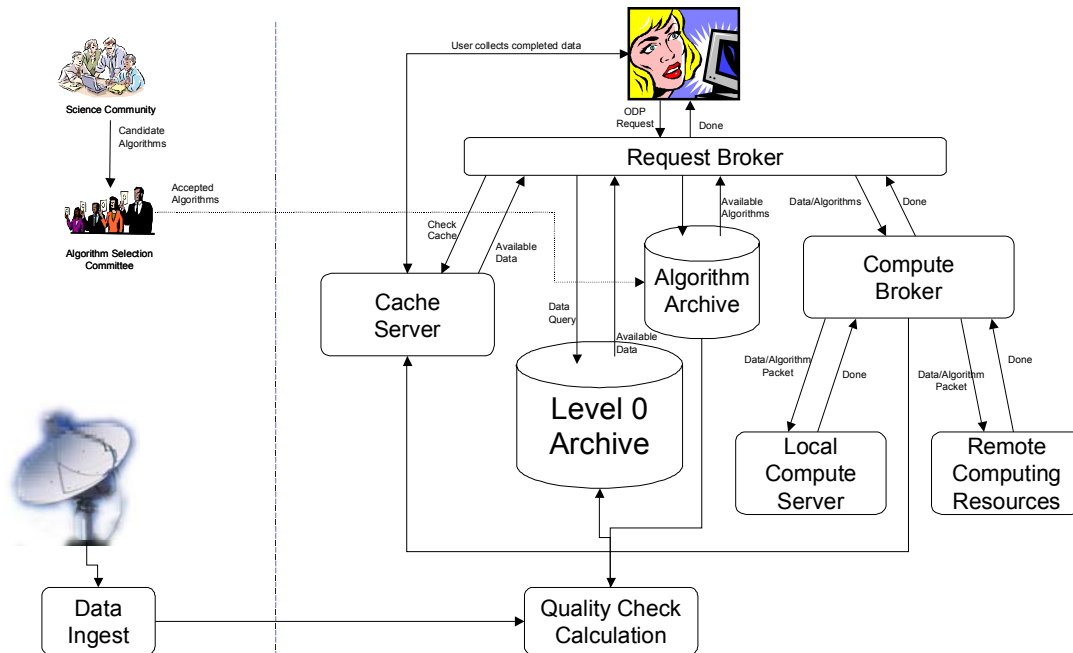 User collects completed data
Science Community
Candidate
Algorithms
Accepted
Algorithms
Algorithm Selection
Committee
ODP
Request
Done
Request Broker
Check
Cache
Available
Data
Data
Query
Available
Data
Available
Algorithms
Data/Algorithms
Done
Cache
Server
Algorithm
Archive
Compute
Broker
Level 0
Archive
Data/Algorithm
Packet
Done
Data/Algorithm
Packet
Done
Local
Compute
Server
Remote
Computing
Resources
Data
Ingest
Quality Check
Calculation